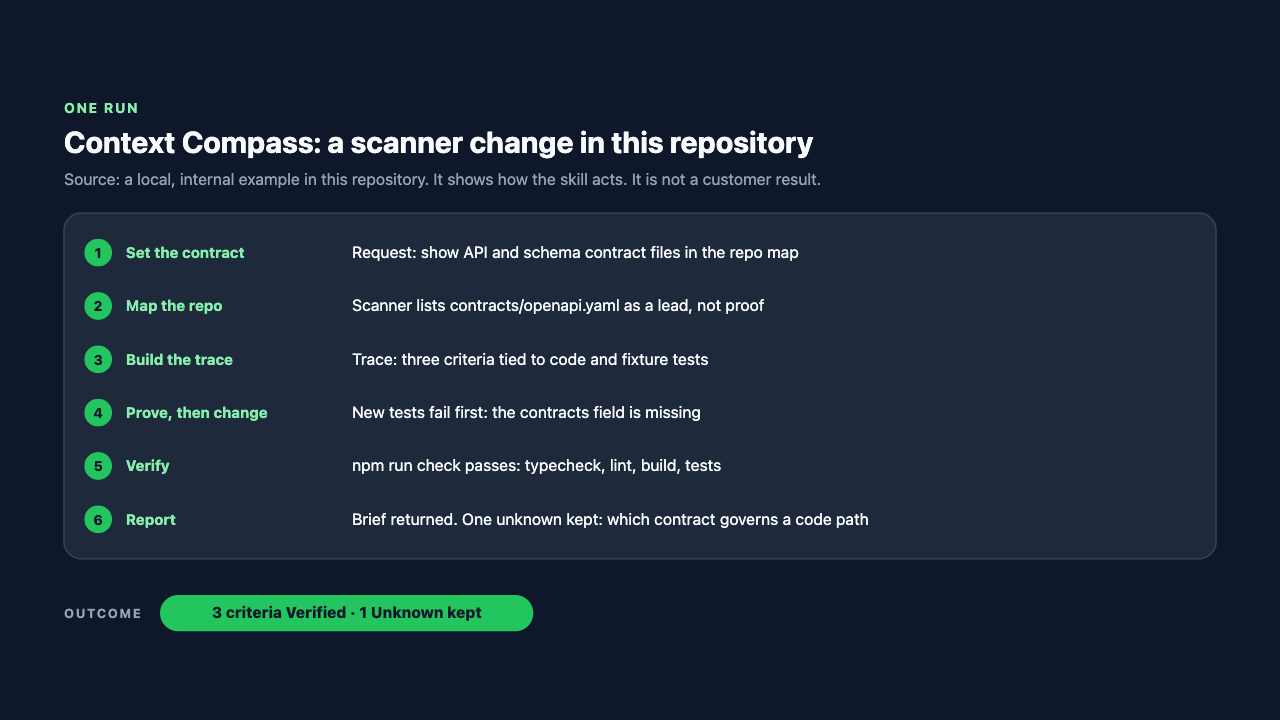 ONE RUN
Context Compass: a scanner change in this repository
Source: a local, internal example in this repository. It shows how the skill acts. It is not a customer result.
1 Set the contract Request: show API and schema contract files in the repo map
2 Map the repo Scanner lists contracts/openapi.yaml as a lead, not proof
3 Build the trace Trace: three criteria tied to code and fixture tests
4 Prove, then change New tests fail first: the contracts field is missing
5 Verify npm run check passes: typecheck, lint, build, tests
6 Report Brief returned. One unknown kept: which contract governs a code path
OUTCOME 3 criteria Verified · 1 Unknown kept